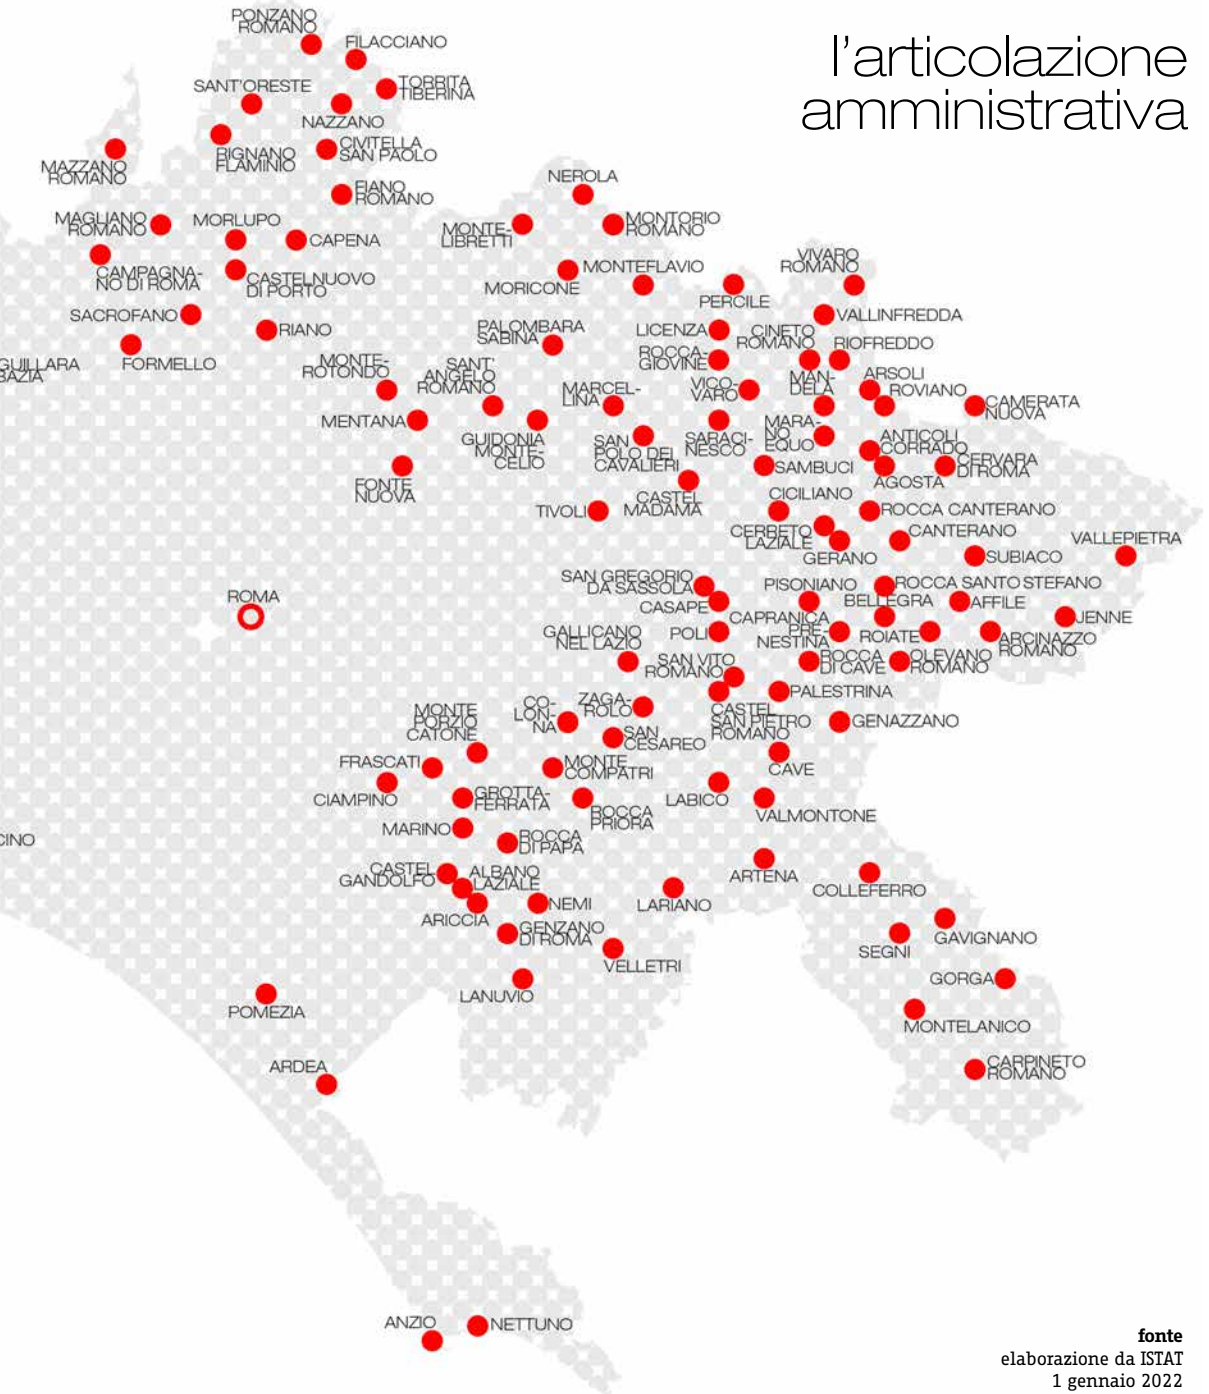 l'articolazione
amministrativa
PONZANO
ROMANO
FILACCIANO
SANT'ORESTE
TORRITA
TIBERINA
NAZZANO
RIGNANO
FLAMINIO
CIVITELLA
SAN PAOLO
MAZZANO
ROMANO
FIANO
ROMANO
NEROLA
MAGLIANO
ROMANO
MORLUPO
CAPENA
MONTE-
LIBRETTI
MONTORIO
ROMANO
CAMPAGNA-
NO DI ROMA
CASTELNUOVO
DI PORTO
MORICONE
MONTEFLAVIO
PERCILE
VIVARO
ROMANO
SACROFANO
RIANO
PALOMBARA
SABINA
LICENZA
CINETO
ROMANO
VALLINFREDDA
RIOFREDDO
GUILLARA
BAZIA
FORMELLO
MONTE-
ROTONDO
SANT'
ANGELO
ROMANO
ROCCA-
GIOVINE
MAN-
DELA
ARSOLI
ROVIANO
MARCEL-
LINA
VICO-
VARO
CAMERATA
NUOVA
MENTANA
GUIDONIA
MONTE-
CELIO
SAN
POLO DEI
CAVALIERI
SARACI-
NESCO
MARA-
NO
EQUO
ANTICOLI
CORRADO
CERVARA
DI ROMA
FONTE
NUOVA
SAMBUCI
AGOSTA
TIVOLI
CASTEL
MADAMA
CICILIANO
ROCCA CANTERANO
CERRETO
LAZIALE
GERANO
CANTERANO
SUBIACO
VALLEPIETRA
ROMA
SAN GREGORIO
DA SASSOLA
CASAPE
PISONIANO
ROCCA SANTO STEFANO
BELLEGRA
AFFILE
JENNE
GALLICANO
NEL LAZIO
POLI
CAPRANICA
PRE-
NESTINA
ROIATE
ARCINAZZO
ROMANO
SAN VITO
ROMANO
ROCCA
DI CAVE
OLEVANO
ROMANO
PALESTRINA
MONTE
PORZIO
CATONE
CO-
LON-
NA
ZAGA-
ROLO
SAN
CESAREO
CASTEL
SAN PIETRO
ROMANO
GENAZZANO
FRASCATI
MONTE
COMPATRI
CAVE
CIAMPINO
GROTTA-
FERRATA
ROCCA
PRIORA
LABICO
VALMONTONE
CINO
MARINO
ROCCA
DI PAPA
CASTEL
GANDOLFO
ALBANO
LAZIALE
ARTENA
COLLEFERRO
ARICCIA
NEMI
LARIANO
GENZANO
DI ROMA
GAVIGNANO
SEGNI
VELLETRI
GORGA
LANUVIO
POMEZIA
MONTELANICO
ARDEA
CARPINETO
ROMANO
ANZIO
NETTUNO
fonte
elaborazione da ISTAT
1 gennaio 2022